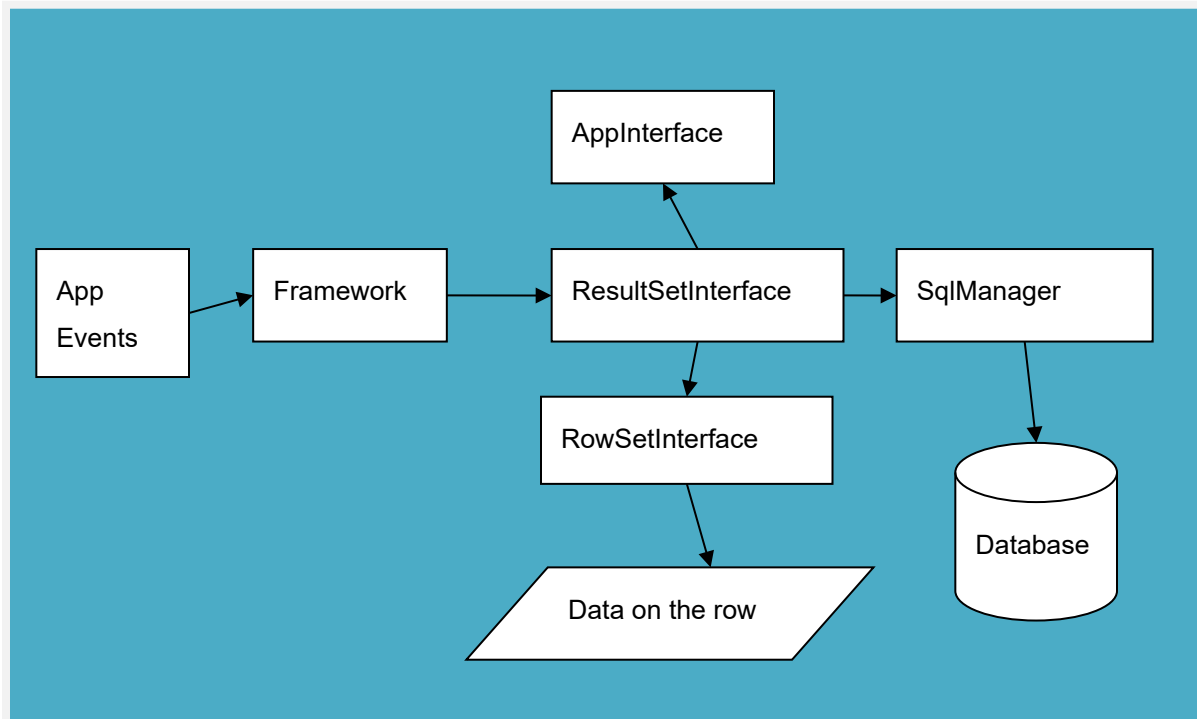 AppInterface
App
Events
Framework
ResultSetInterface
SqlManager
RowSetInterface
Database
Data on the row